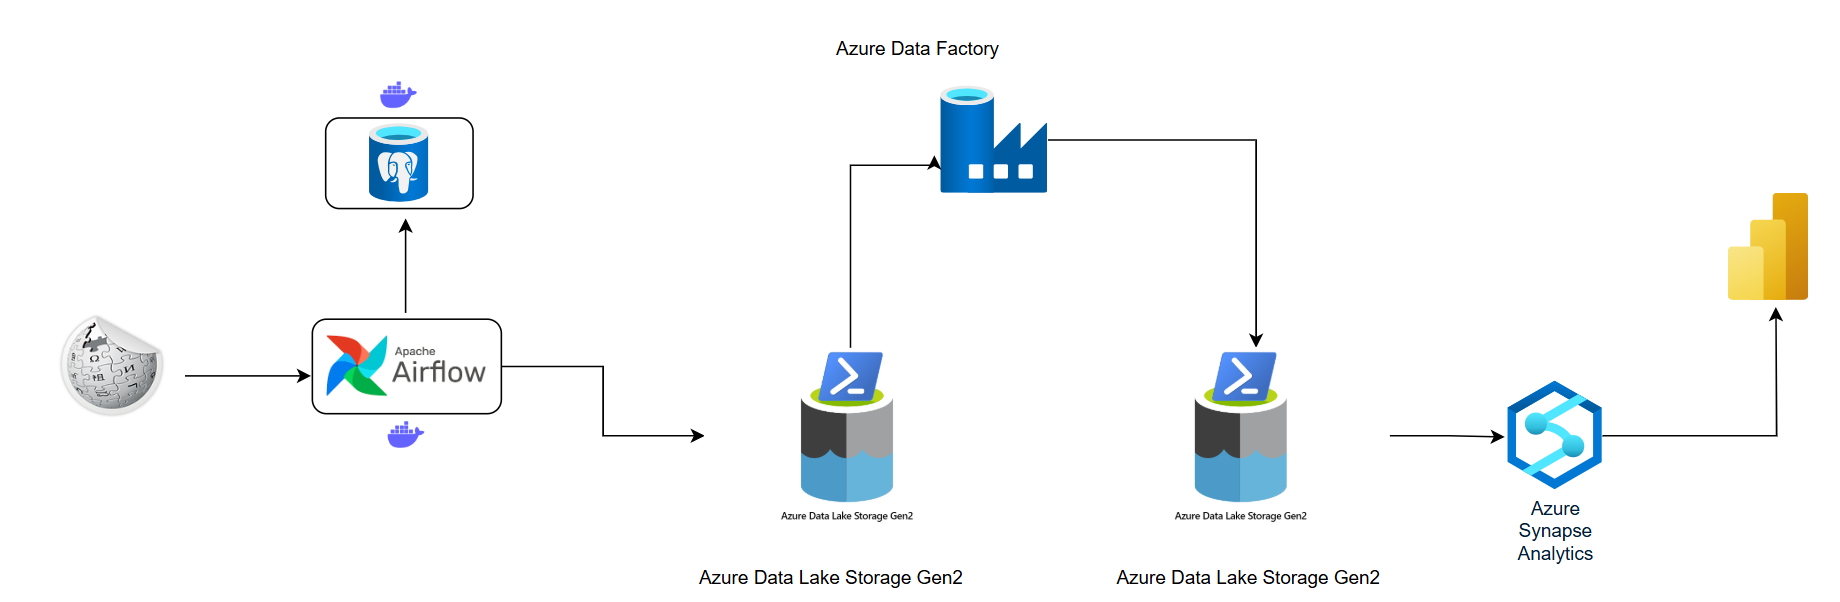 Azure Data Factory
Apache
Airflow
Azure Data Lake Storage Gen2
Azure Data Lake Storage Gen2
Azure
Synapse
Analytics
Azure Data Lake Storage Gen2
Azure Data Lake Storage Gen2